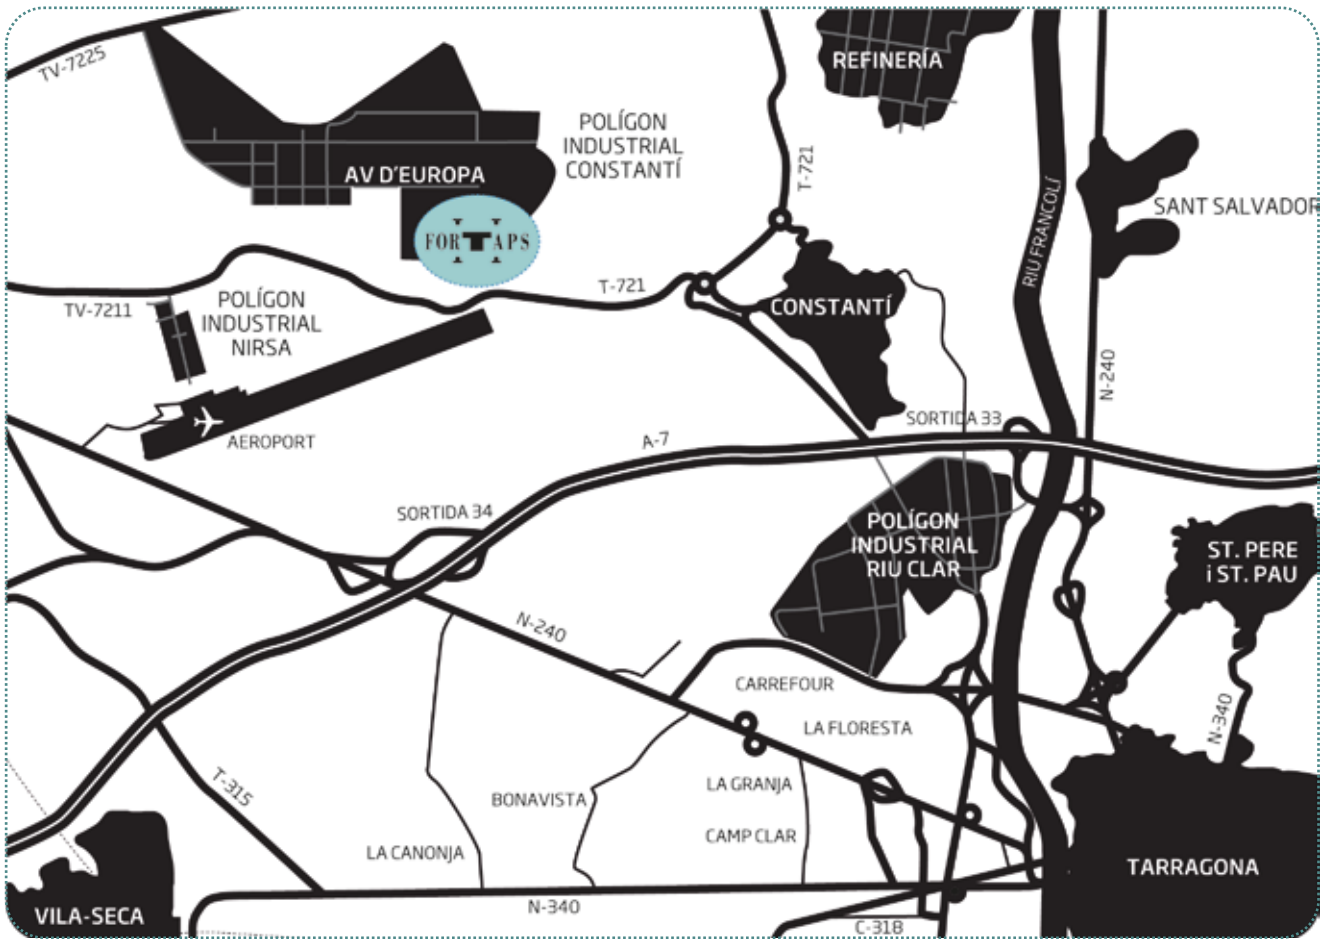 TV-7225
REFINERÍA
POLÍGON
INDUSTRIAL
CONSTANTÍ
AV D'EUROPA
T-721
RIU FRANCOLÍ
SANT SALVADOR
FORTAPS
TV-7211
POLÍGON
INDUSTRIAL
NIRSA
T-721
CONSTANTÍ
N-240
AEROPORT
A-7
SORTIDA 33
SORTIDA 34
POLÍGON
INDUSTRIAL
RIU CLAR
ST. PERE
i ST. PAU
N-240
CARREFOUR
N-340
LA FLORESTA
T-315
BONAVISTA
LA GRANJA
CAMP CLAR
LA CANONJA
TARRAGONA
VILA-SECA
N-340
C-318